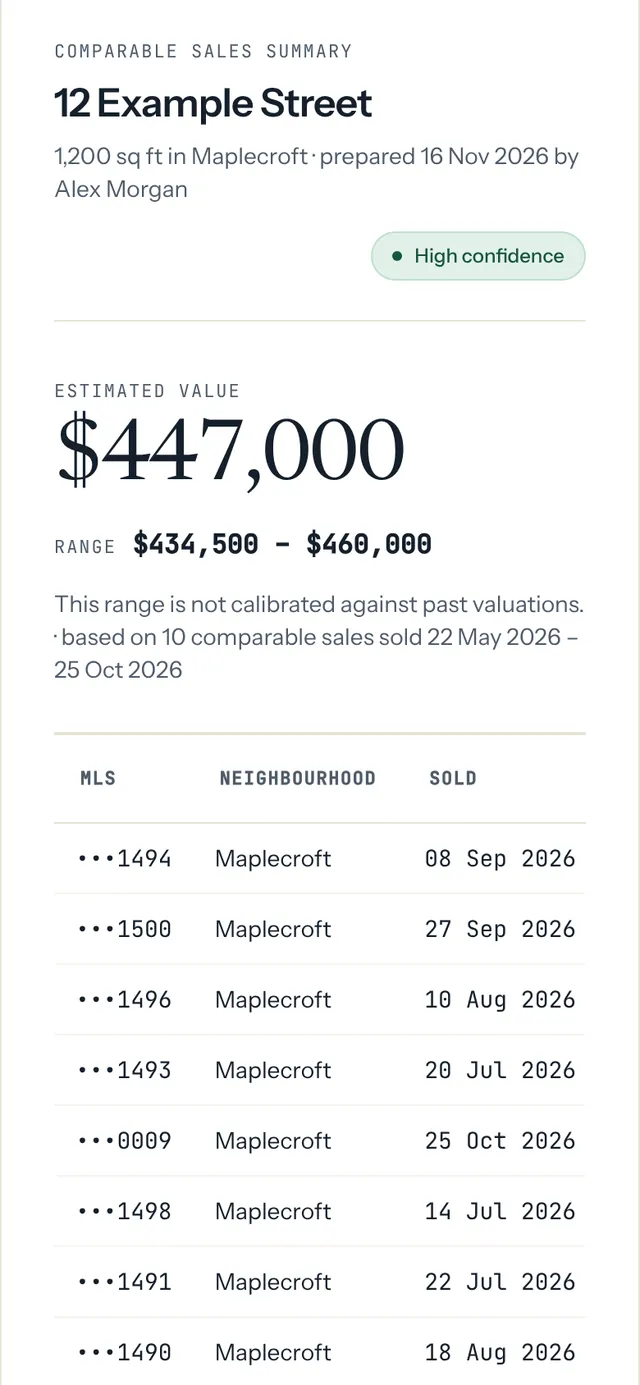 COMPARABLE SALES SUMMARY
12 Example Street
1,200 sq ft in Maplecroft · prepared 16 Nov 2026 by
Alex Morgan
High confidence
ESTIMATED VALUE
$447,000
RANGE $434,500 – $460,000
This range is not calibrated against past valuations.
· based on 10 comparable sales sold 22 May 2026 –
25 Oct 2026
MLS NEIGHBOURHOOD SOLD
•••1494 Maplecroft 08 Sep 2026
•••1500 Maplecroft 27 Sep 2026
•••1496 Maplecroft 10 Aug 2026
•••1493 Maplecroft 20 Jul 2026
•••0009 Maplecroft 25 Oct 2026
•••1498 Maplecroft 14 Jul 2026
•••1491 Maplecroft 22 Jul 2026
•••1490 Maplecroft 18 Aug 2026